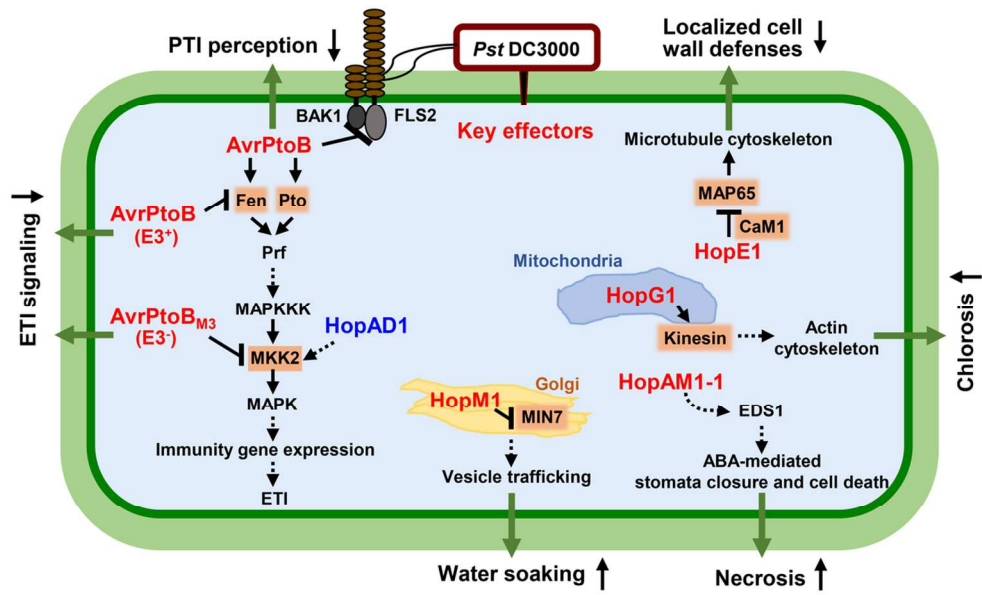 PTI perception
Pst DC3000
Localized cell
wall defenses
BAK1
FLS2
Key effectors
AvrPtoB
Microtubule cytoskeleton
Fen
Pto
MAP65
CaM1
HopE1
AvrPtoB
(E3+)
Prf
Mitochondria
ETI signaling
MAPKKK
HopG1
AvrPtoBM3
(E3-)
HopAD1
Kinesin
Actin
cytoskeleton
Chlorosis
MKK2
Golgi
HopAM1-1
HopM1
MIN7
EDS1
MAPK
Immunity gene expression
Vesicle trafficking
ABA-mediated
stomata closure and cell death
ETI
Water soaking
Necrosis